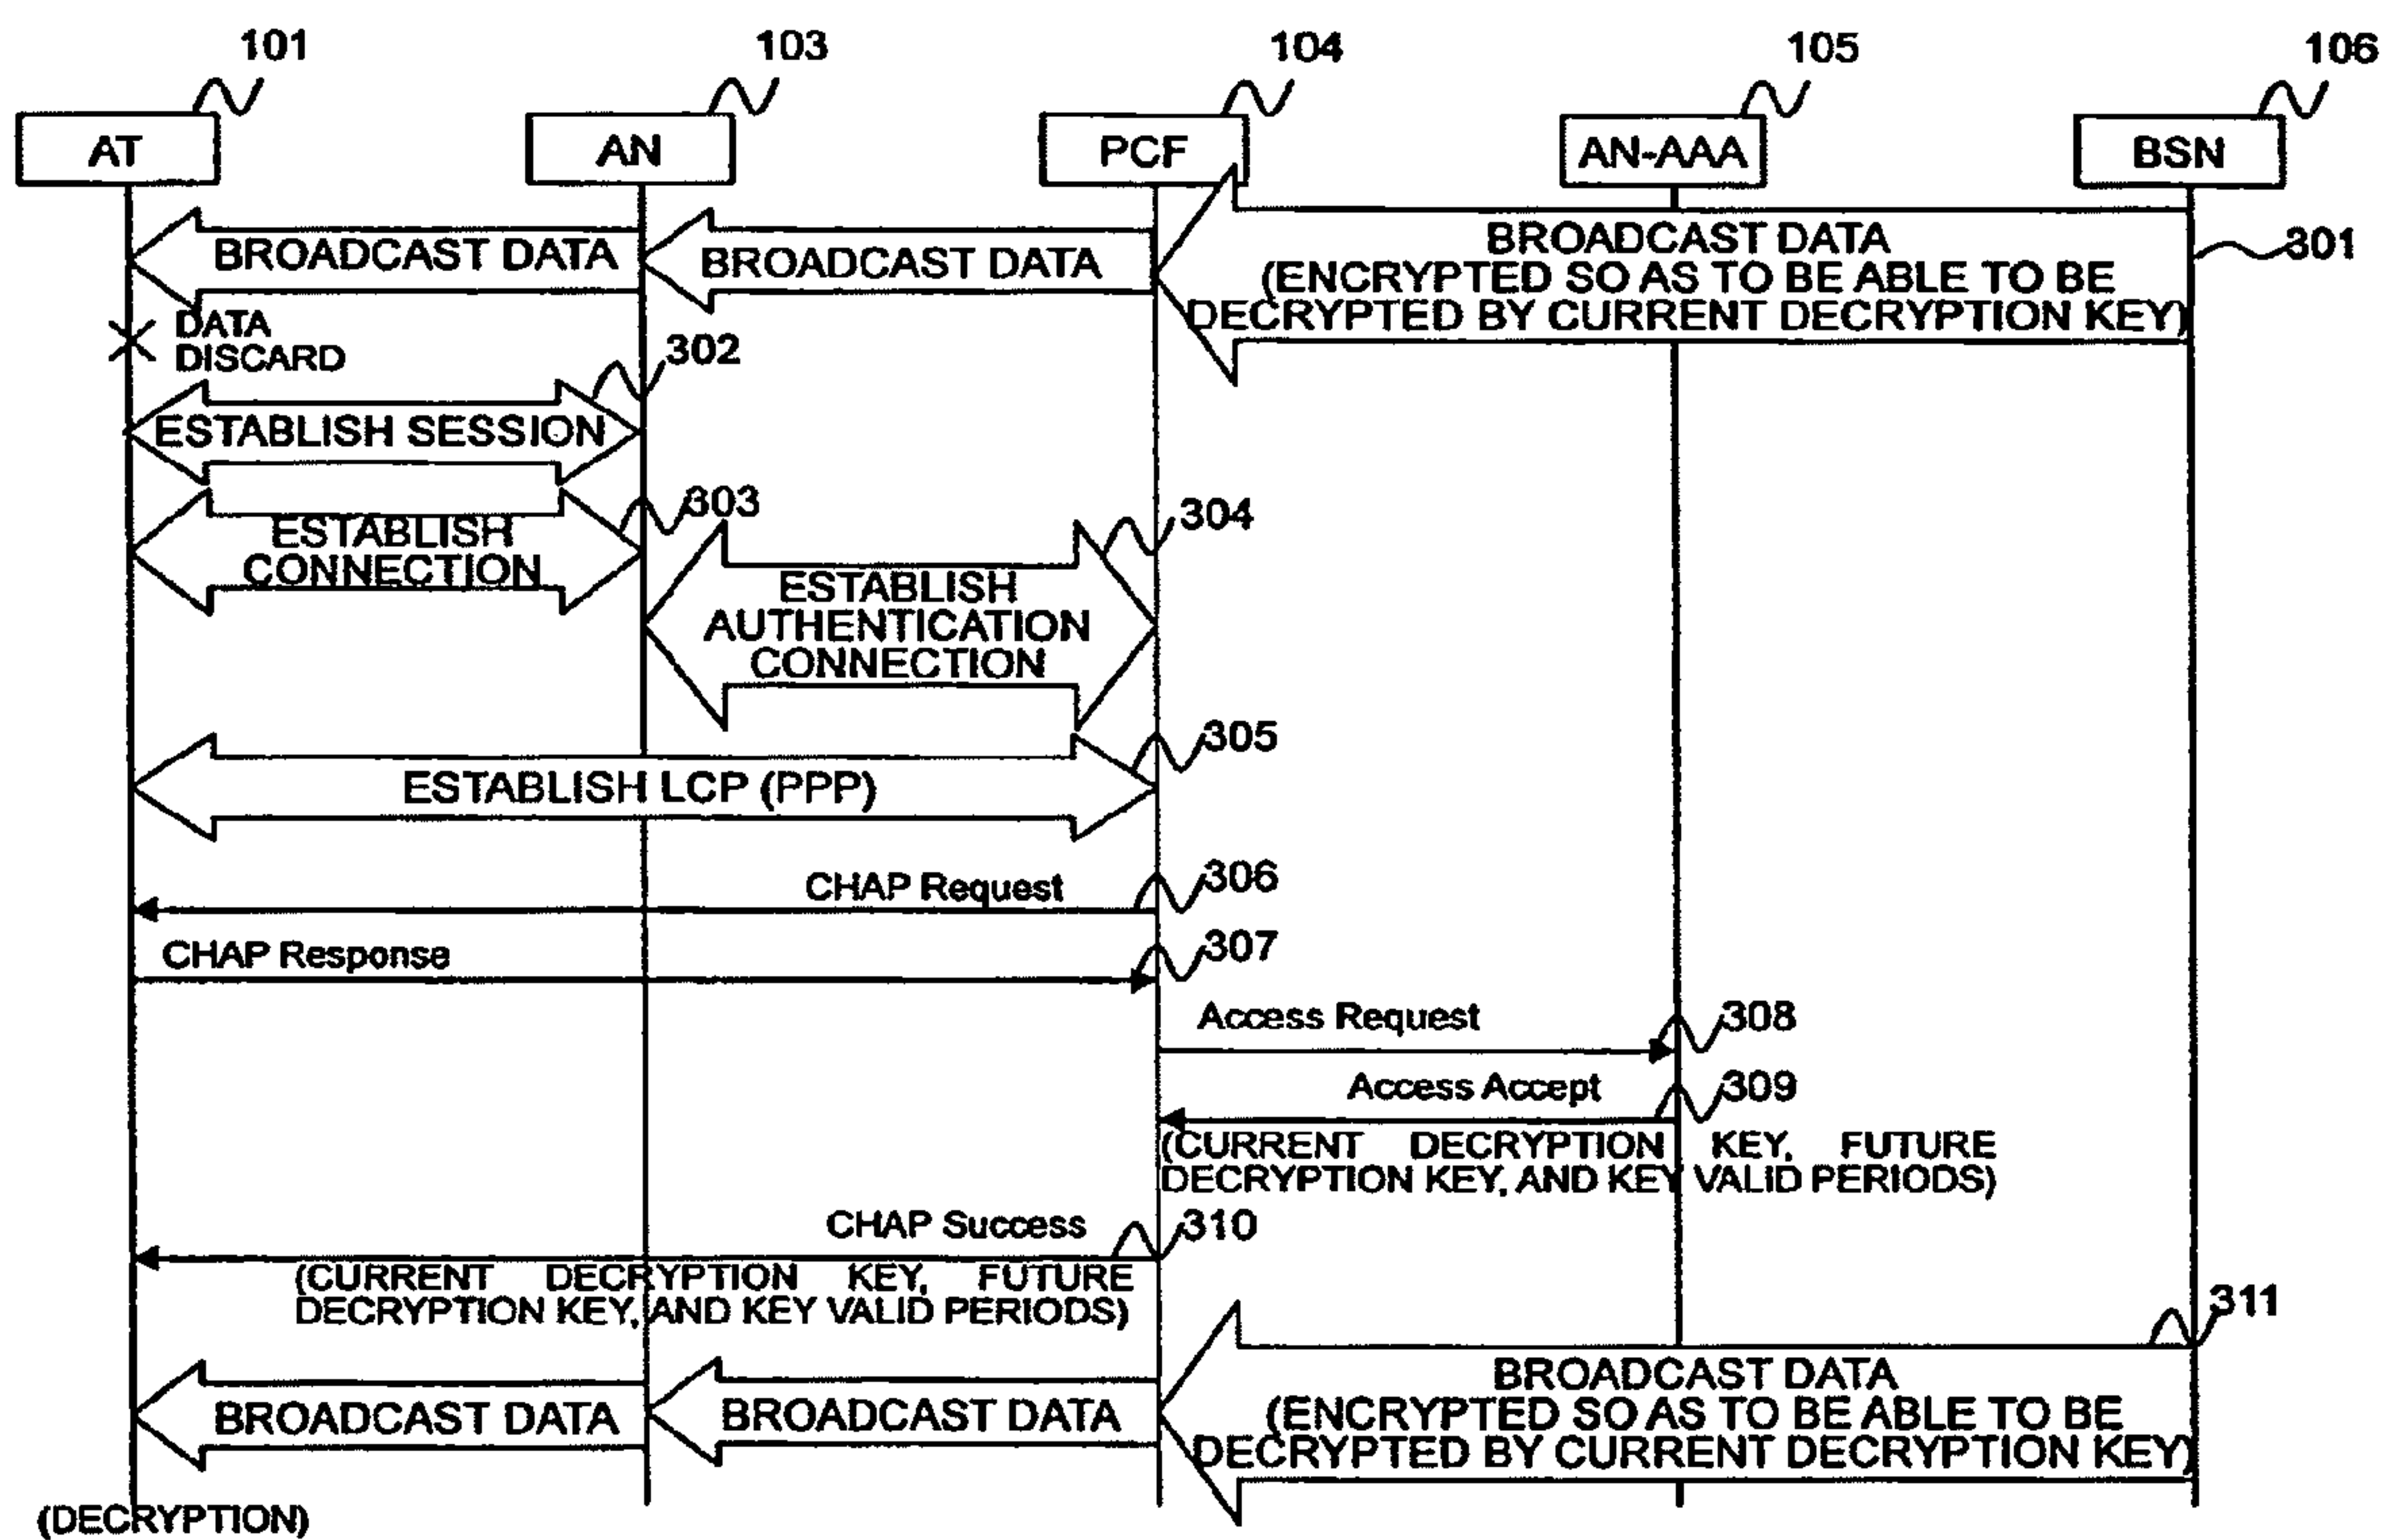 101
103
104
105
106
AT
AN
PCF
AN-AAA
BSN
BROADCAST DATA
BROADCAST DATA
BROADCAST DATA
(ENCRYPTED SO AS TO BE ABLE TO BE
DECRYPTED BY CURRENT DECRYPTION KEY)
301
DATA
DISCARD
302
ESTABLISH SESSION
303
ESTABLISH
CONNECTION
304
ESTABLISH
AUTHENTICATION
CONNECTION
305
ESTABLISH LCP (PPP)
CHAP Request
306
CHAP Response
307
Access Request
308
Access Accept
309
(CURRENT DECRYPTION KEY, FUTURE
DECRYPTION KEY, AND KEY VALID PERIODS)
CHAP Success
310
(CURRENT DECRYPTION KEY, FUTURE
DECRYPTION KEY, AND KEY VALID PERIODS)
311
BROADCAST DATA
BROADCAST DATA
BROADCAST DATA
(ENCRYPTED SO AS TO BE ABLE TO BE
DECRYPTED BY CURRENT DECRYPTION KEY)
(DECRYPTION)